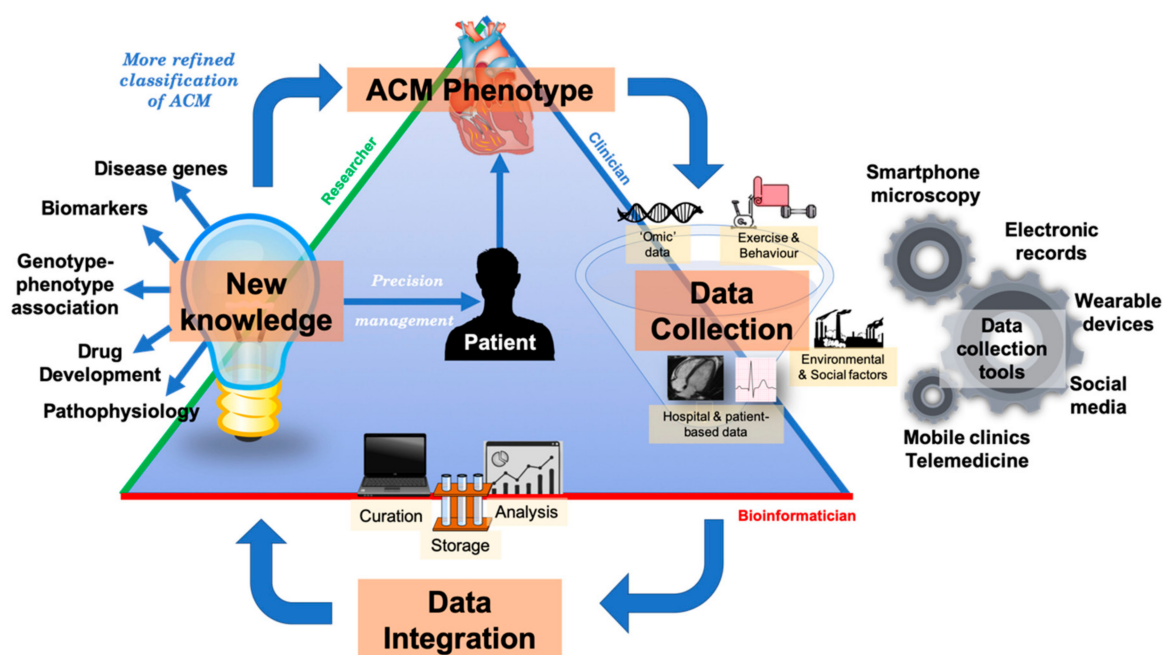 More refined
classification
of ACM
ACM Phenotype
Researcher
Clinician
Disease genes
Biomarkers
Genotype-
phenotype
association
Drug
Development
Pathophysiology
New
knowledge
Precision
management
Patient
'Omic'
data
Exercise &
Behaviour
Data
Collection
Environmental
& Social factors
Hospital & patient-
based data
Smartphone
microscopy
Electronic
records
Wearable
devices
Data
collection
tools
Social
media
Mobile clinics
Telemedicine
Curation
Storage
Analysis
Bioinformatician
Data
Integration